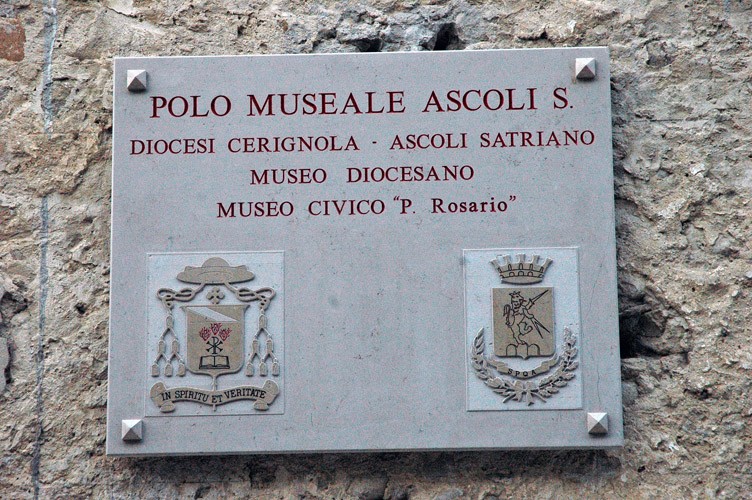 POLO MUSEALE ASCOLI S.
DIOCESI CERIGNOLA - ASCOLI SATRIANO
MUSEO DIOCESANO
MUSEO CIVICO “P. Rosario”
IN SPIRITU ET VERITATE
SPQA